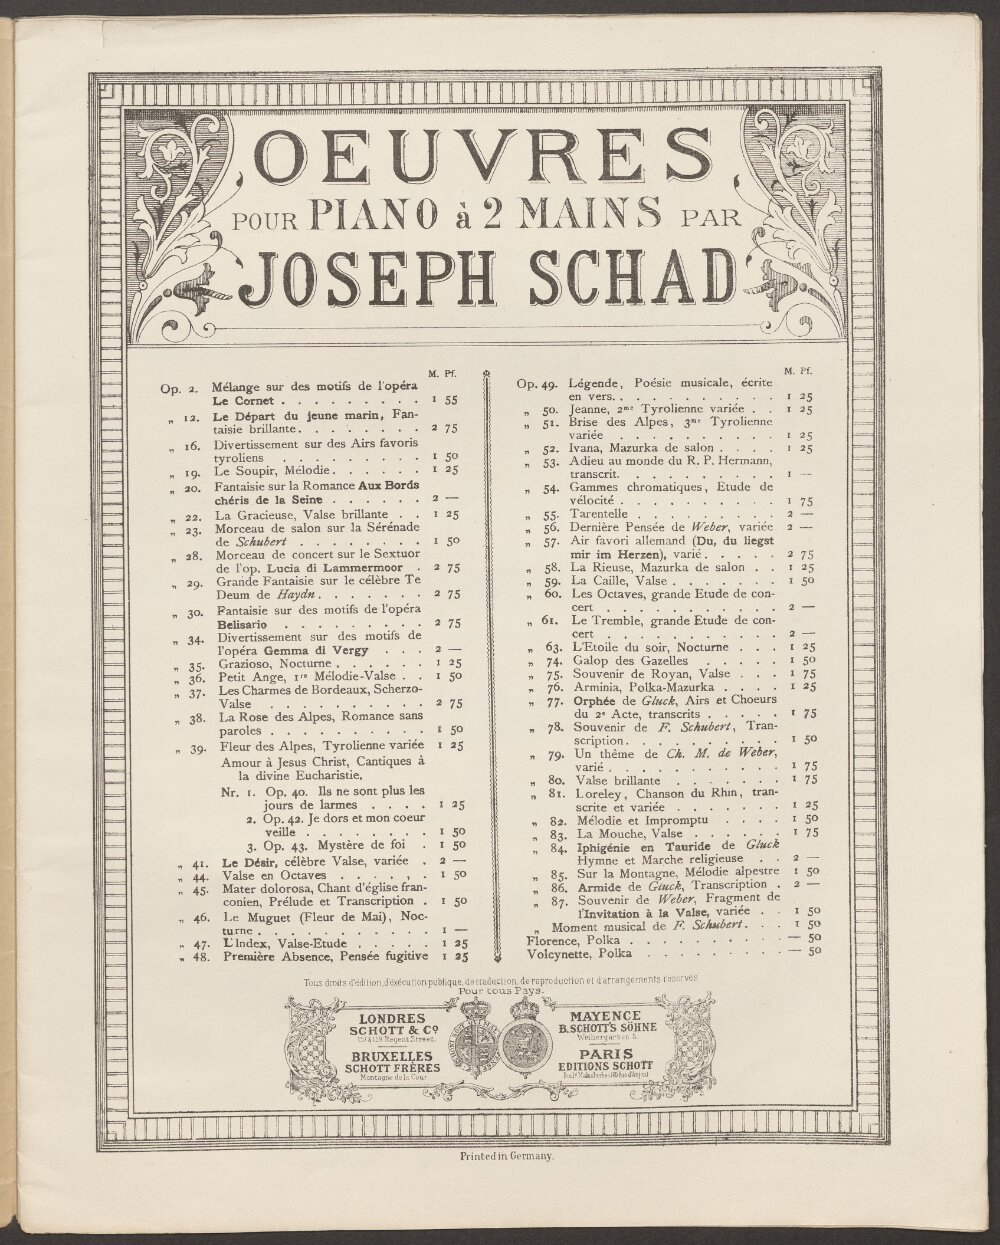 OEUVRES
POUR PIANO à 2 MAINS PAR
JOSEPH SCHAD
M. Pf.
Op. 2. Mélange sur des motifs de l'opéra
Le Cornet . . . . . . . . . 1 55
„ 12. Le Départ du jeune marin, Fan-
taisie brillante. . . . . . . . 2 75
„ 16. Divertissement sur des Airs favoris
tyroliens . . . . . . . . . 1 50
„ 19. Le Soupir, Mélodie. . . . . . 1 25
„ 20. Fantaisie sur la Romance Aux Bords
chéris de la Seine . . . . . . 2 —
„ 22. La Gracieuse, Valse brillante . . 1 25
„ 23. Morceau de salon sur la Sérénade
de Schubert . . . . . . . . 1 50
„ 28. Morceau de concert sur le Sextuor
de l'op. Lucia di Lammermoor . 2 75
„ 29. Grande Fantaisie sur le célèbre Te
Deum de Haydn . . . . . . . 2 75
„ 30. Fantaisie sur des motifs de l'opéra
Belisario . . . . . . . . . 2 75
„ 34. Divertissement sur des motifs de
l'opéra Gemma di Vergy . . . 2 —
„ 35. Grazioso, Nocturne . . . . . . 1 25
„ 36. Petit Ange, 1re Mélodie-Valse . . 1 50
„ 37. Les Charmes de Bordeaux, Scherzo-
Valse . . . . . . . . . . 2 75
„ 38. La Rose des Alpes, Romance sans
paroles . . . . . . . . . . 1 50
„ 39. Fleur des Alpes, Tyrolienne variée 1 25
Amour à Jesus Christ, Cantiques à
la divine Eucharistie.
Nr. 1. Op. 40. Ils ne sont plus les
jours de larmes . . . . 1 25
2. Op. 42. Je dors et mon coeur
veille . . . . . . . 1 50
3. Op. 43. Mystère de foi . 1 50
„ 41. Le Désir, célèbre Valse, variée . 2 —
„ 44. Valse en Octaves . . . . , . 1 50
„ 45. Mater dolorosa, Chant d'église fran-
conien, Prélude et Transcription . 1 50
„ 46. Le Muguet (Fleur de Mai), Noc-
turne . . . . . . . . . . 1 —
„ 47. L'Index, Valse-Etude . . . . . 1 25
„ 48. Première Absence, Pensée fugitive 1 25
M. Pf.
Op. 49. Légende, Poésie musicale, écrite
en vers. . . . . . . . . . . 1 25
„ 50. Jeanne, 2me Tyrolienne variée . . 1 25
„ 51. Brise des Alpes, 3me Tyrolienne
variée . . . . . . . . . . 1 25
„ 52. Ivana, Mazurka de salon . . . . 1 25
„ 53. Adieu au monde du R. P. Hermann,
transcrit. . . . . . . . . . 1 —
„ 54. Gammes chromatiques, Etude de
vélocité . . . . . . . . . . 1 75
„ 55. Tarentelle . . . . . . . . . 2 —
„ 56. Dernière Pensée de Weber, variée 2 —
„ 57. Air favori allemand (Du, du liegst
mir im Herzen), varié . . . . . 2 75
„ 58. La Rieuse, Mazurka de salon . . 1 25
„ 59. La Caille, Valse . . . . . . . 1 50
„ 60. Les Octaves, grande Etude de con-
cert . . . . . . . . . . . 2 —
„ 61. Le Tremble, grande Etude de con-
cert . . . . . . . . . . . 2 —
„ 63. L'Etoile du soir, Nocturne . . . 1 25
„ 74. Galop des Gazelles . . . . . 1 50
„ 75. Souvenir de Royan, Valse . . . 1 75
„ 76. Arminia, Polka-Mazurka . . . . 1 25
„ 77. Orphée de Gluck, Airs et Choeurs
du 2e Acte, transcrits . . . . . 1 75
„ 78. Souvenir de F. Schubert, Tran-
scription. . . . . . . . . . 1 50
„ 79. Un thême de Ch. M. de Weber,
varié . . . . . . . . . . . 1 75
„ 80. Valse brillante . . . . . . . 1 75
„ 81. Loreley, Chanson du Rhin, tran-
scrite et variée . . . . . . . 1 25
„ 82. Mélodie et Impromptu . . . . 1 50
„ 83. La Mouche, Valse . . . . . . 1 75
„ 84. Iphigénie en Tauride de Gluck
Hymne et Marche religieuse . . 2 —
„ 85. Sur la Montagne, Mélodie alpestre 1 50
„ 86. Armide de Gluck, Transcription . 2 —
„ 87. Souvenir de Weber, Fragment de
l'Invitation à la Valse, variée . . 1 50
„ Moment musical de F. Schubert. . . 1 50
Florence, Polka . . . . . . . . . . — 50
Volcynette, Polka . . . . . . . . . — 50
Tous droits d'édition, d'exécution publique, de traduction, de reproduction et d'arrangements réservés
Pour tous Pays.
LONDRES
SCHOTT & Co.
157 & 159 Regent Street.
BRUXELLES
SCHOTT FRÈRES
Montagne de la Cour
MAYENCE
B. SCHOTT'S SÖHNE
Weihergarten 5.
PARIS
EDITIONS SCHOTT
Printed in Germany.